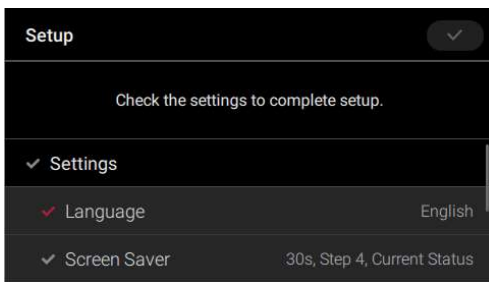 Setup
Check the settings to complete setup.
Settings
Language English
Screen Saver 30s, Step 4, Current Status